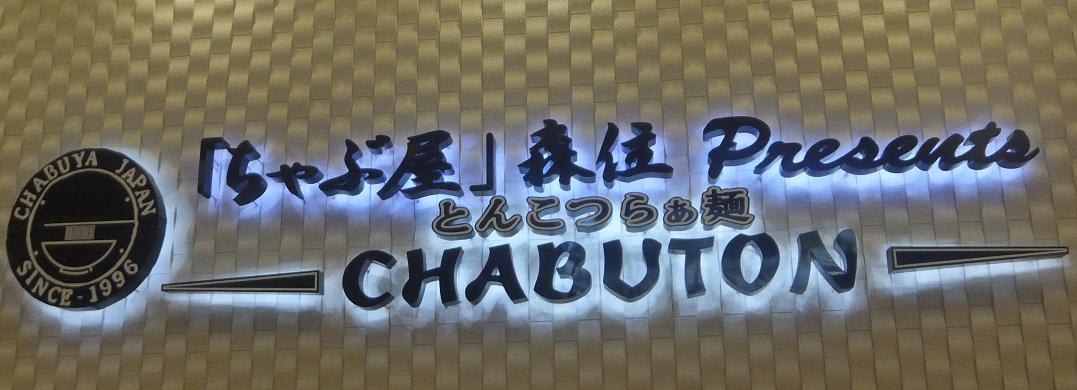 CHABUYA JAPAN
SINCE-1996
「ちゃぶ屋」森住 Presents
とんこつらぁ麺
CHABUTON